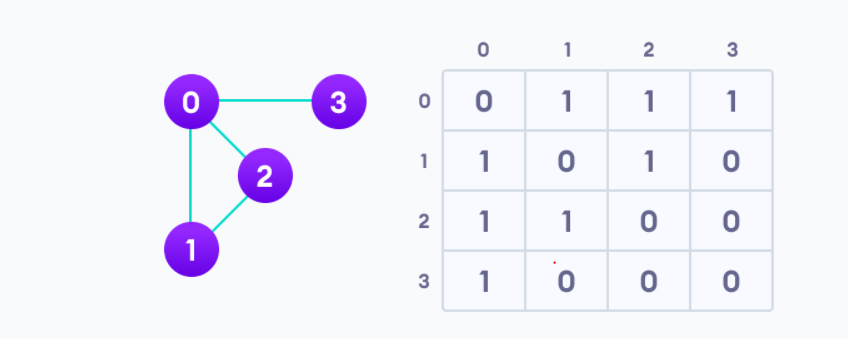 0 3
2
1
0 1 2 3
0 0 1 1 1
1 1 0 1 0
2 1 1 0 0
3 1 0 0 0